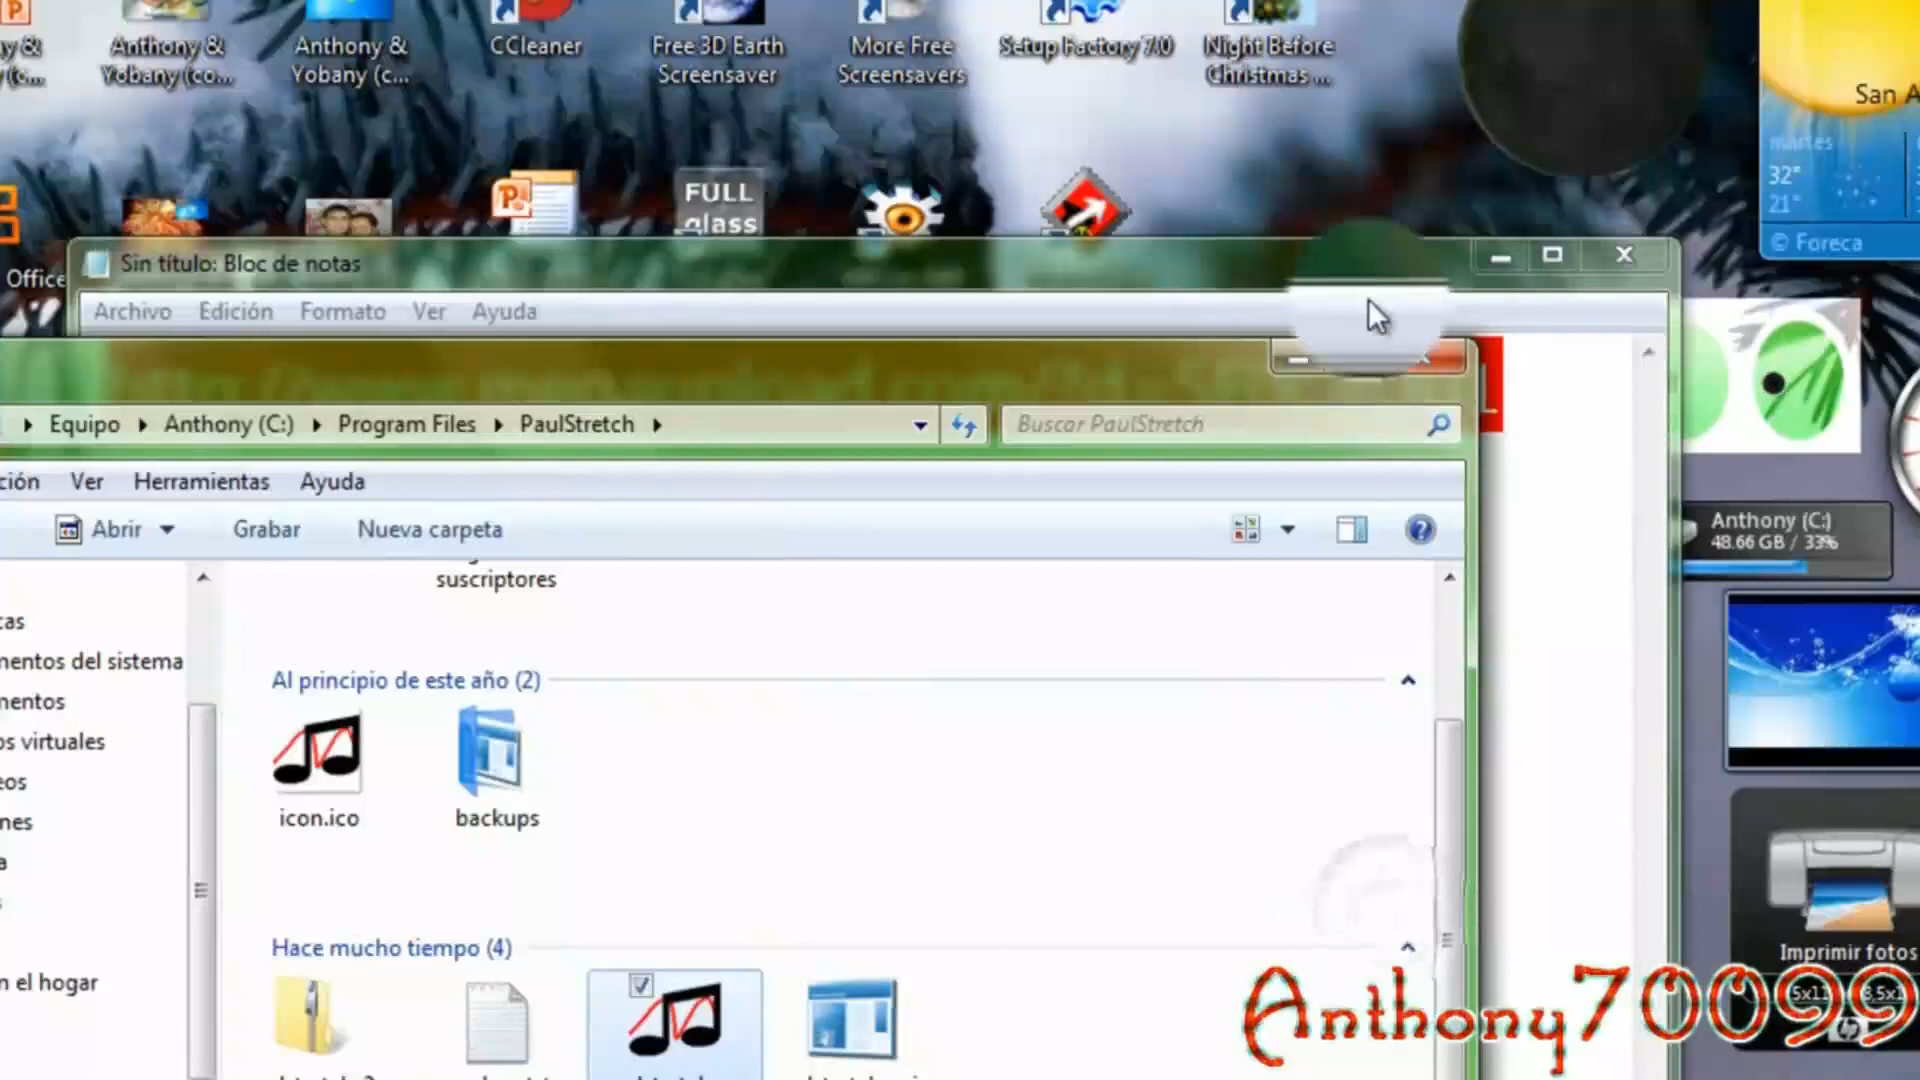 Anthony &
Yobany (co...
Anthony &
Yobany (c...
CCleaner
Free 3D Earth
Screensaver
More Free
Screensavers
Setup Factory 7.0
Night Before
Christmas ...
San A
martes
32°
21°
© Foreca
FULL
glass
Office
Sin título: Bloc de notas
Archivo Edición Formato Ver Ayuda
Equipo Anthony (C:) Program Files PaulStretch
Buscar PaulStretch
ción Ver Herramientas Ayuda
Abrir Grabar Nueva carpeta
Anthony (C:)
48.66 GB / 33%
suscriptores
cas
mentos del sistema
mentos
os virtuales
eos
nes
a
n el hogar
Al principio de este año (2)
icon.ico
backups
Hace mucho tiempo (4)
Imprimir fotos
Anthony70099
hp